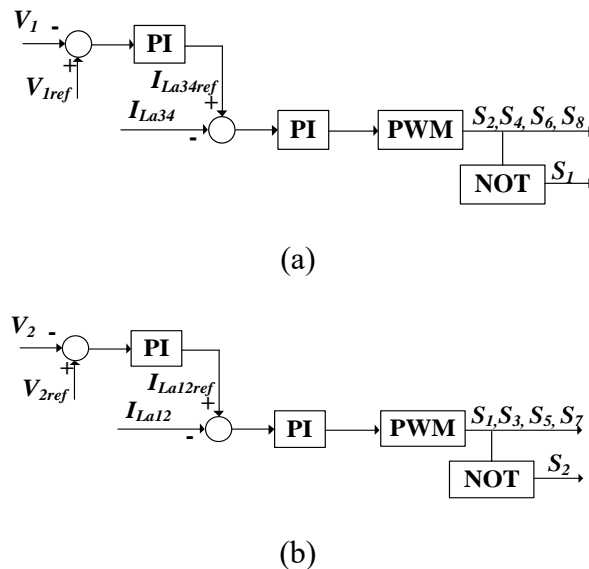 V1 -
PI
+
V1ref
ILa34ref
+
ILa34
-
PI
PWM
S2,S4, S6, S8
NOT
S1
(a)
V2 -
PI
+
V2ref
ILa12ref
+
ILa12
-
PI
PWM
S1,S3, S5, S7
NOT
S2
(b)